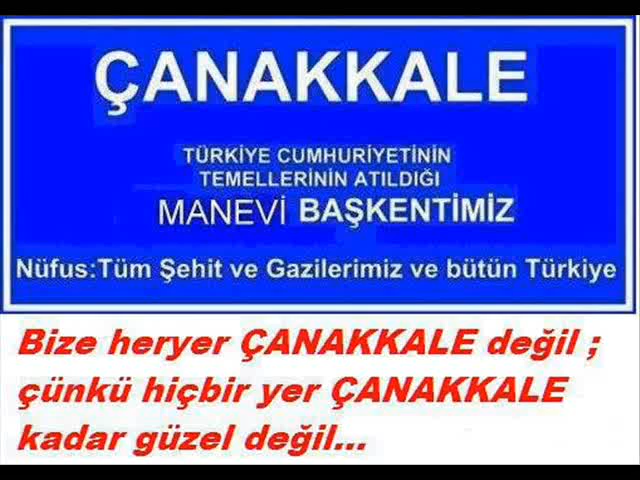 ÇANAKKALE
TÜRKİYE CUMHURİYETİNİN
TEMELLERİNİN ATILDIĞI
MANEVİ BAŞKENTİMİZ
Nüfus:Tüm Şehit ve Gazilerimiz ve bütün Türkiye
Bize heryer ÇANAKKALE değil ;
çünkü hiçbir yer ÇANAKKALE
kadar güzel değil...